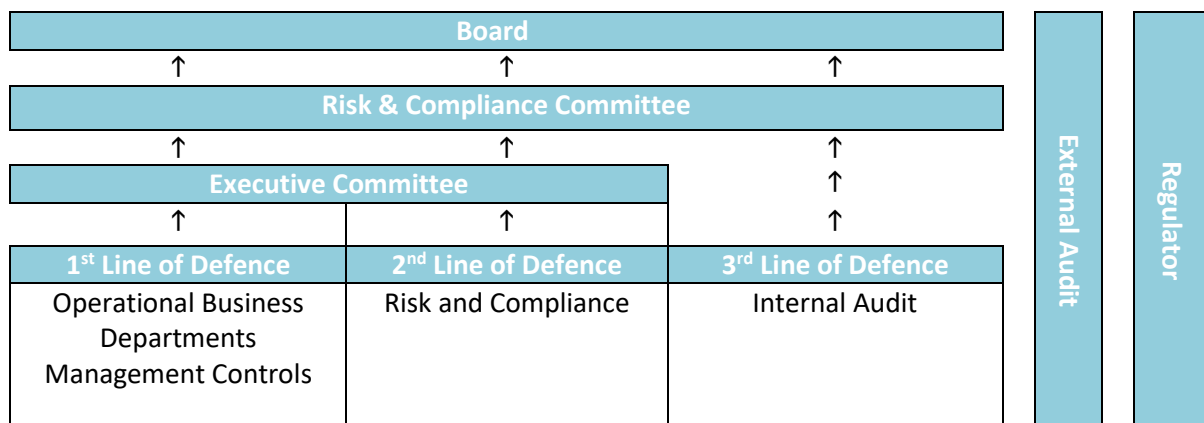 Board
↑ ↑ ↑
Risk & Compliance Committee
↑ ↑ ↑
Executive Committee
↑
↑ ↑ ↑
1st Line of Defence
2nd Line of Defence
3rd Line of Defence
Operational Business
Departments
Management Controls
Risk and Compliance
Internal Audit
External Audit
Regulator